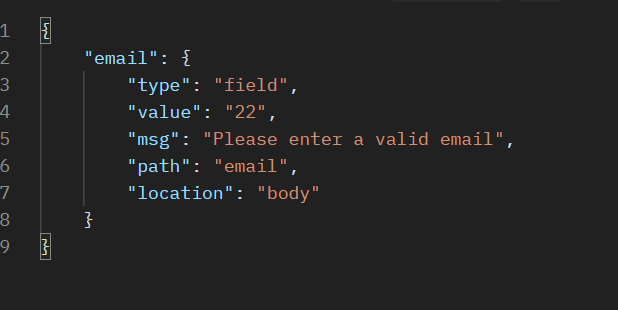 1 {
2     "email": {
3         "type": "field",
4         "value": "22",
5         "msg": "Please enter a valid email",
6         "path": "email",
7         "location": "body"
8     }
9 }